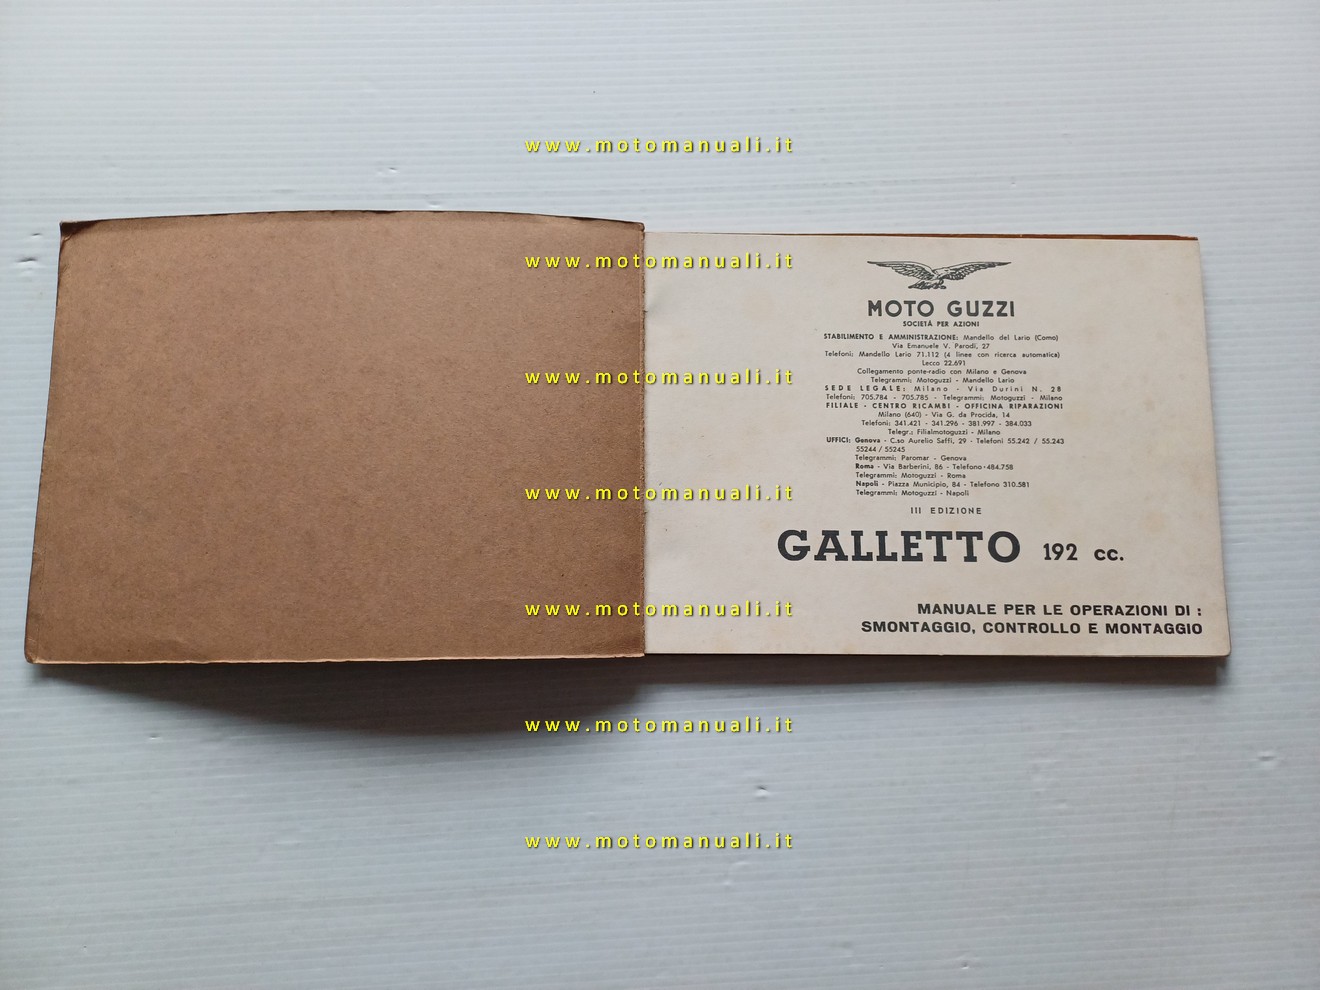 www.motomanuali.it
www.motomanuali.it
MOTO GUZZI
SOCIETÀ PER AZIONI
STABILIMENTO E AMMINISTRAZIONE: Mandello del Lario (Como)
Via Emanuele V. Parodi, 27
Telefoni: Mandello Lario 71.112 (4 linee con ricerca automatica)
Lecco 22.691
Collegamento ponte-radio con Milano e Genova
www.motomanuali.it
Telegrammi: Motoguzzi - Mandello Lario
SEDE LEGALE: Milano - Via Durini N. 28
Telefoni: 705.784 - 705.785 - Telegrammi: Motoguzzi - Milano
FILIALE - CENTRO RICAMBI - OFFICINA RIPARAZIONI
Milano (640) - Via G. da Procida, 14
Telefoni: 341.421 - 341.296 - 381.997 - 384.033
Telegr.: Filialmotoguzzi - Milano
UFFICI: Genova - C.so Aurelio Saffi, 29 - Telefoni 55.242 / 55.243
55244 / 55245
Telegrammi: Paromar - Genova
Roma - Via Barberini, 86 - Telefono - 484.758
Telegrammi: Motoguzzi - Roma
Napoli - Piazza Municipio, 84 - Telefono 310.581
Telegrammi: Motoguzzi - Napoli
www.motomanuali.it
III EDIZIONE
GALLETTO 192 cc.
www.motomanuali.it
MANUALE PER LE OPERAZIONI DI :
SMONTAGGIO, CONTROLLO E MONTAGGIO
www.motomanuali.it
www.motomanuali.it